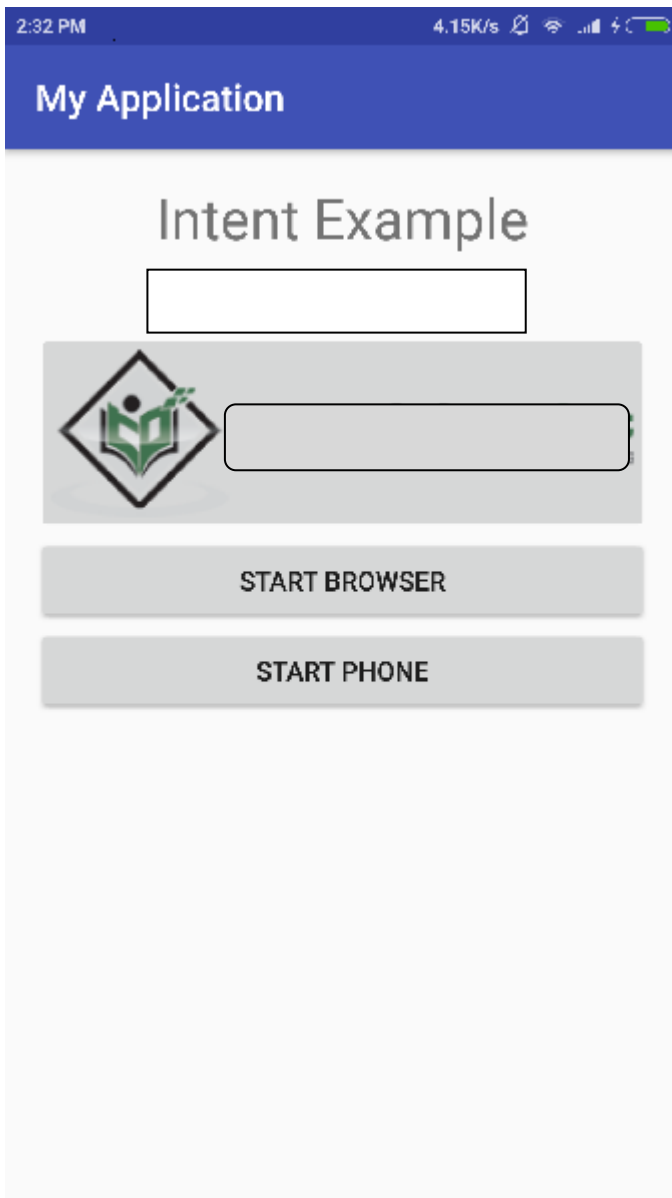 2:32 PM 4.15K/s
My Application
Intent Example
START BROWSER
START PHONE